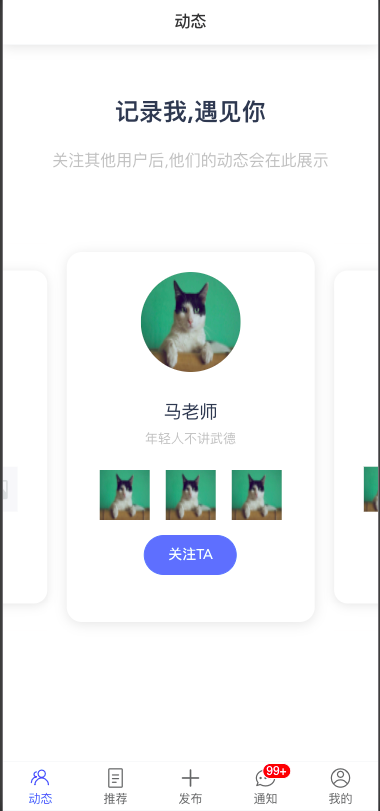 动态
记录我,遇见你
关注其他用户后,他们的动态会在此展示
马老师
年轻人不讲武德
关注TA
99+
动态
推荐
发布
通知
我的